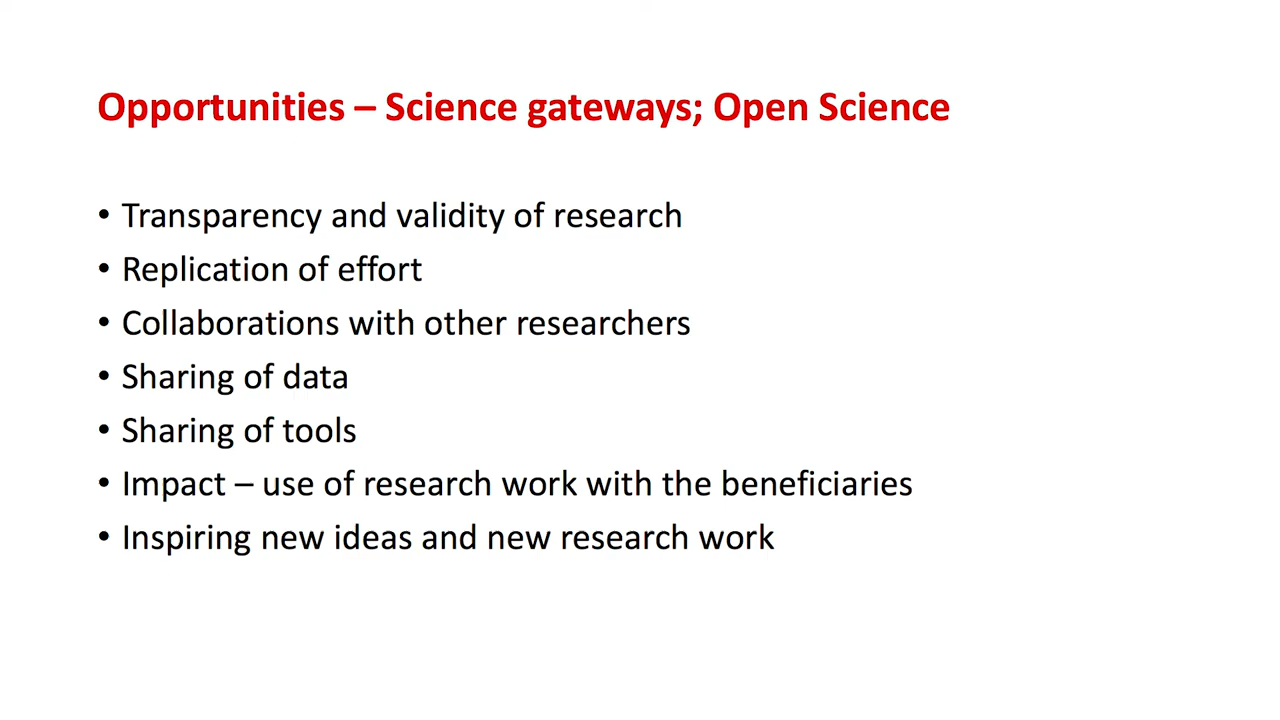 Opportunities – Science gateways; Open Science
• Transparency and validity of research
• Replication of effort
• Collaborations with other researchers
• Sharing of data
• Sharing of tools
• Impact – use of research work with the beneficiaries
• Inspiring new ideas and new research work